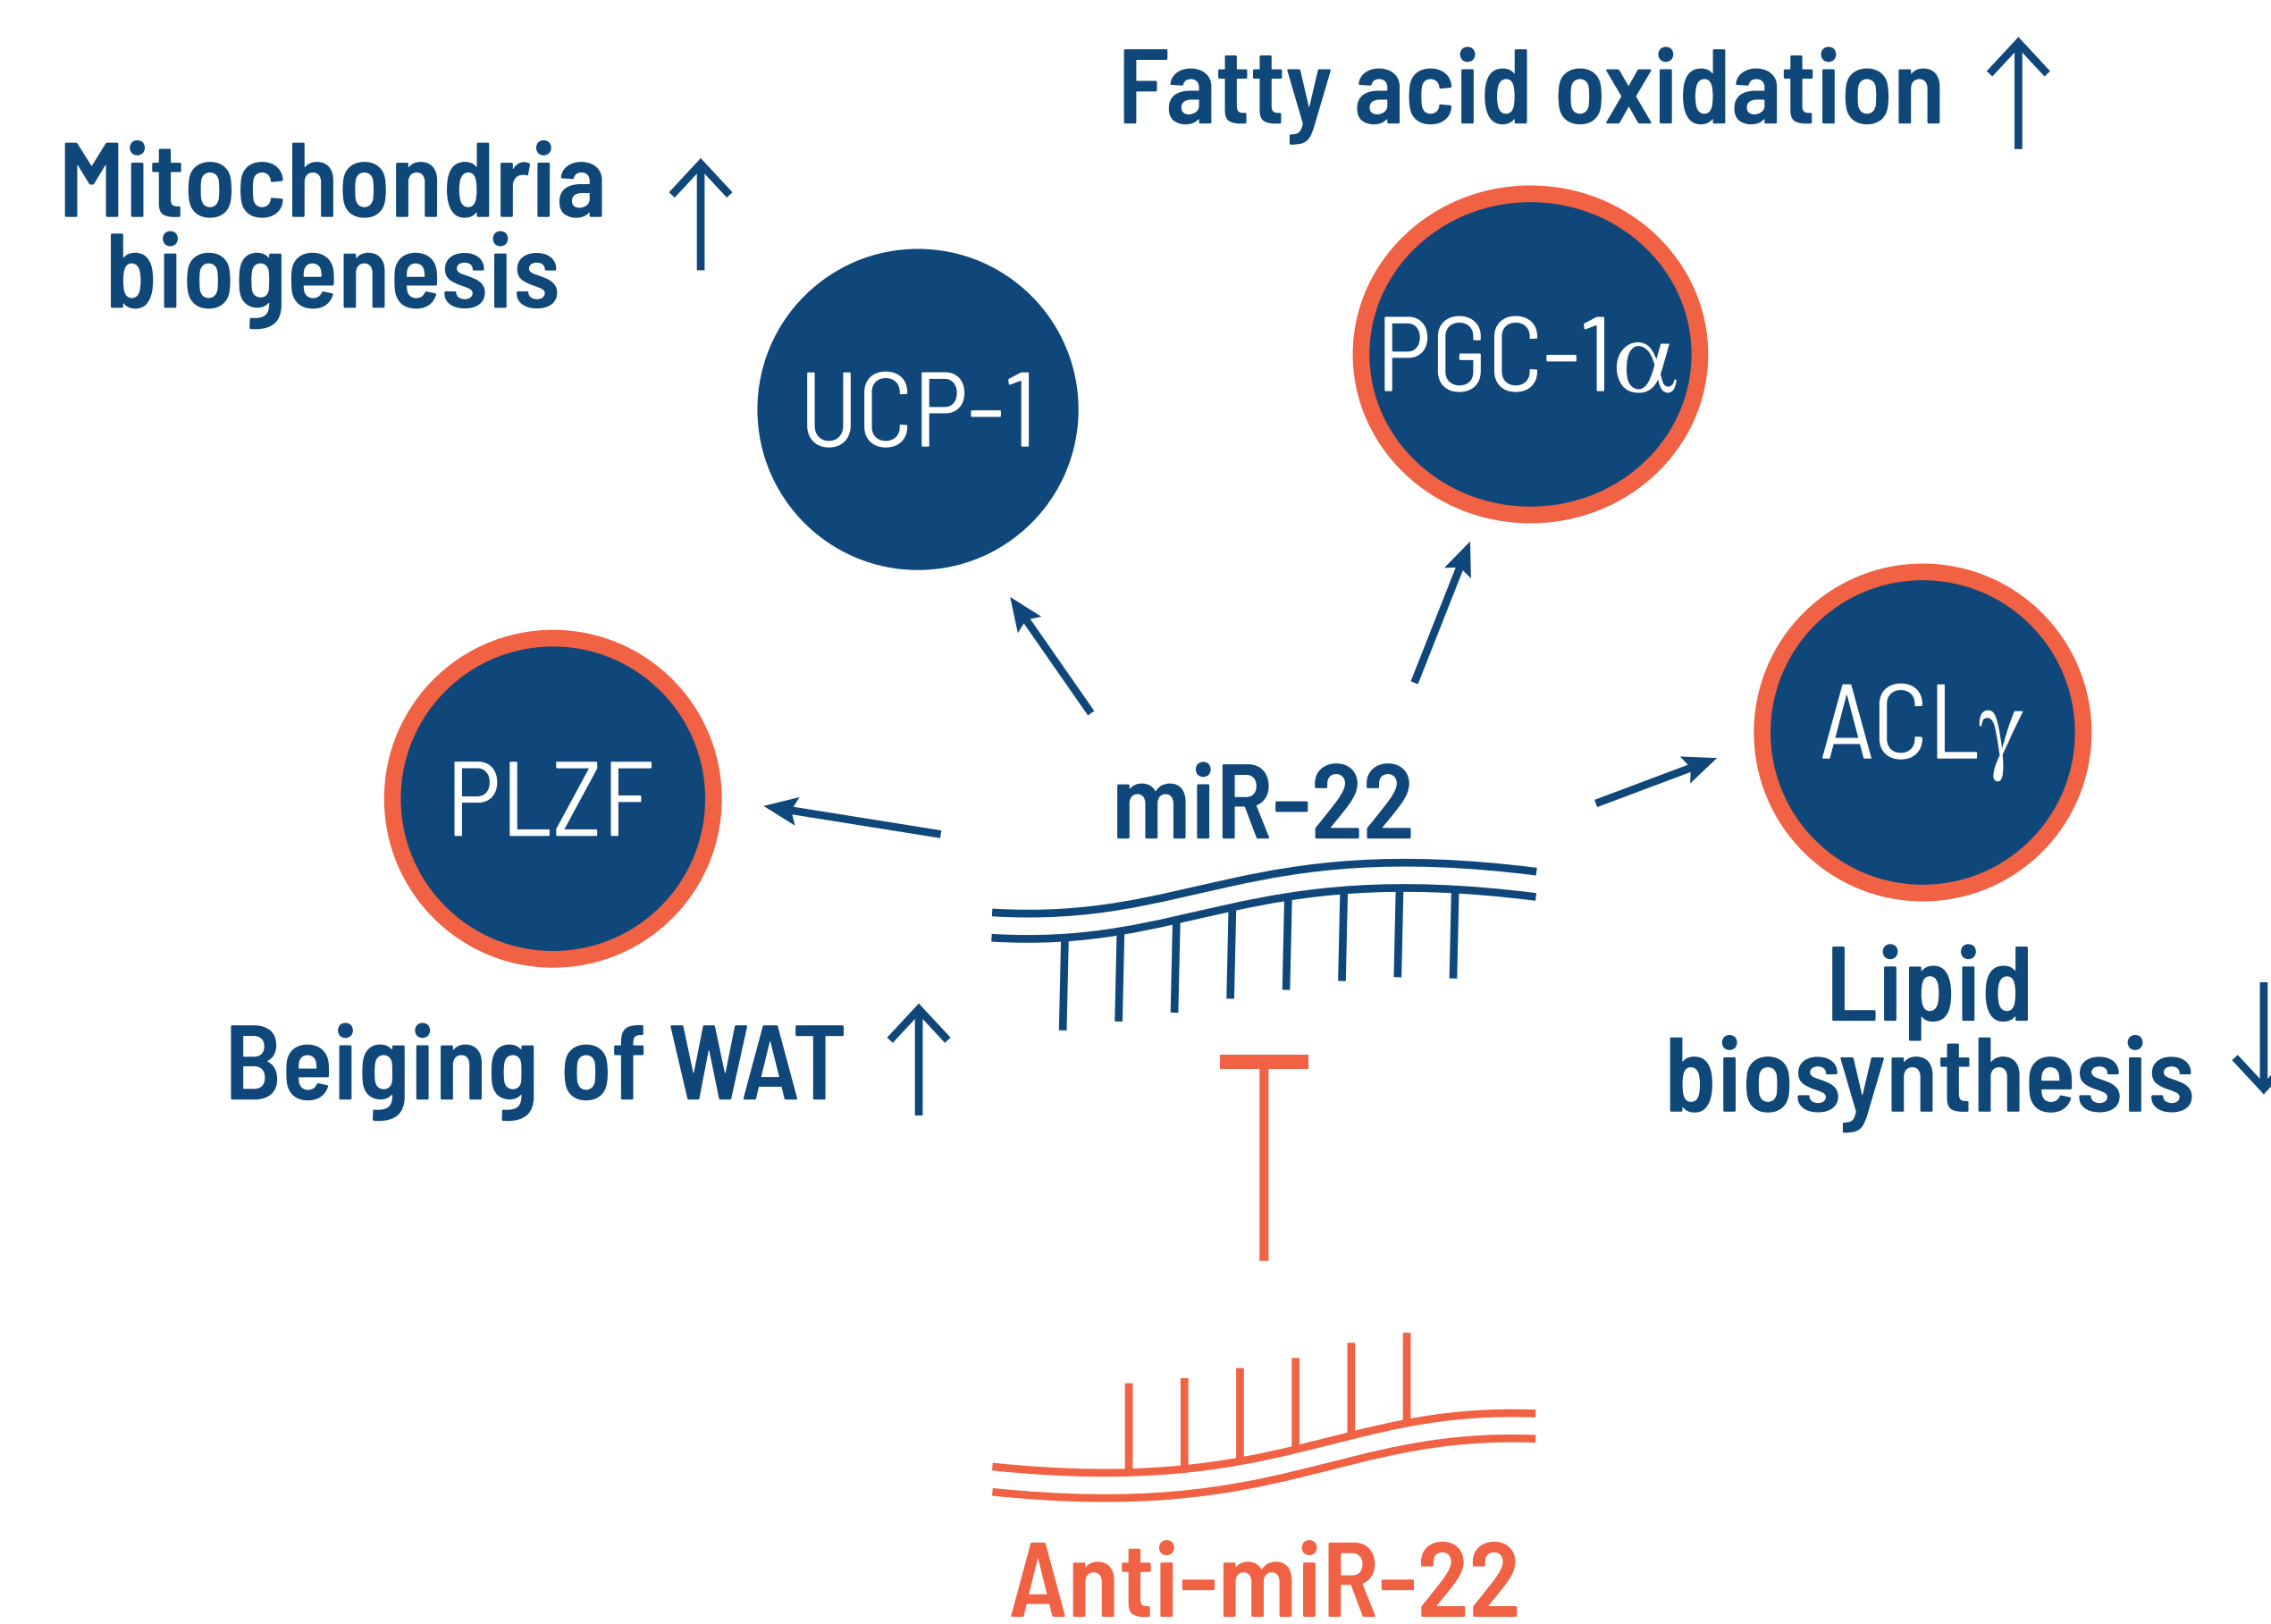 Fatty acid oxidation
Mitochondria
biogenesis
UCP-1
PGC-1α
PLZF
ACLγ
miR-22
Beiging of WAT
Lipid
biosynthesis
Anti-miR-22